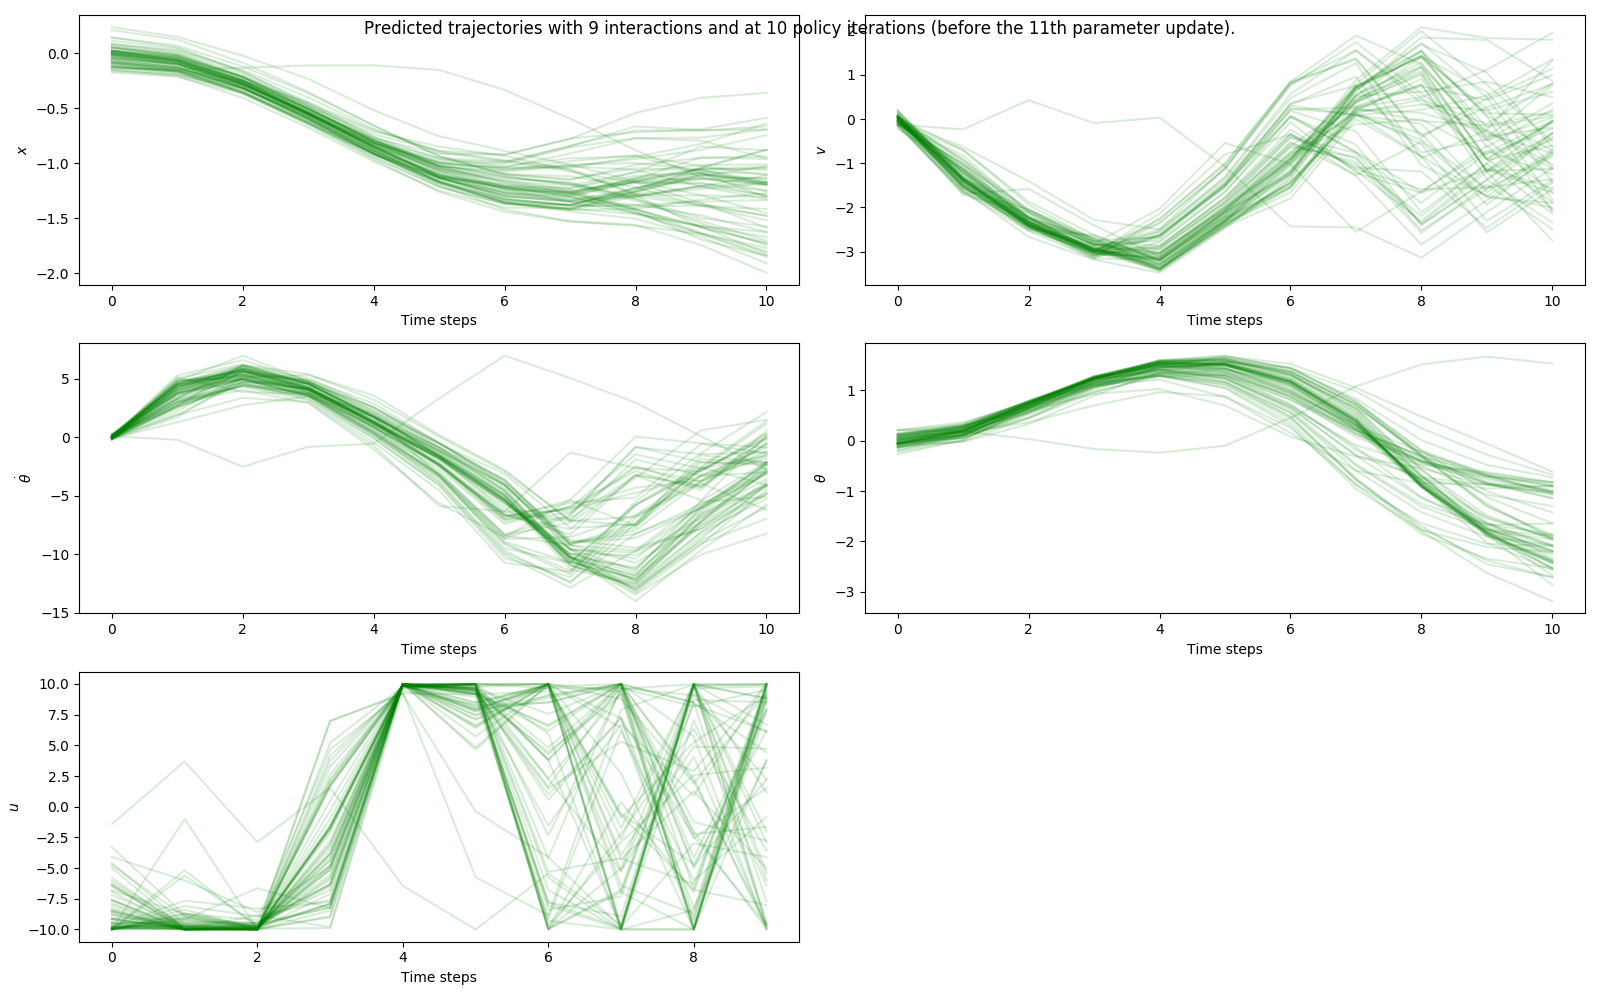 Predicted trajectories with 9 interactions and at 10 policy iterations (before the 11th parameter update).
0.0
−0.5
−1.0
−1.5
−2.0
x
0 2 4 6 8 10
Time steps
2
1
0
−1
−2
−3
v
0 2 4 6 8 10
Time steps
5
0
−5
−10
−15
θ̇
0 2 4 6 8 10
Time steps
1
0
−1
−2
−3
θ
0 2 4 6 8 10
Time steps
10.0
7.5
5.0
2.5
0.0
−2.5
−5.0
−7.5
−10.0
u
0 2 4 6 8
Time steps